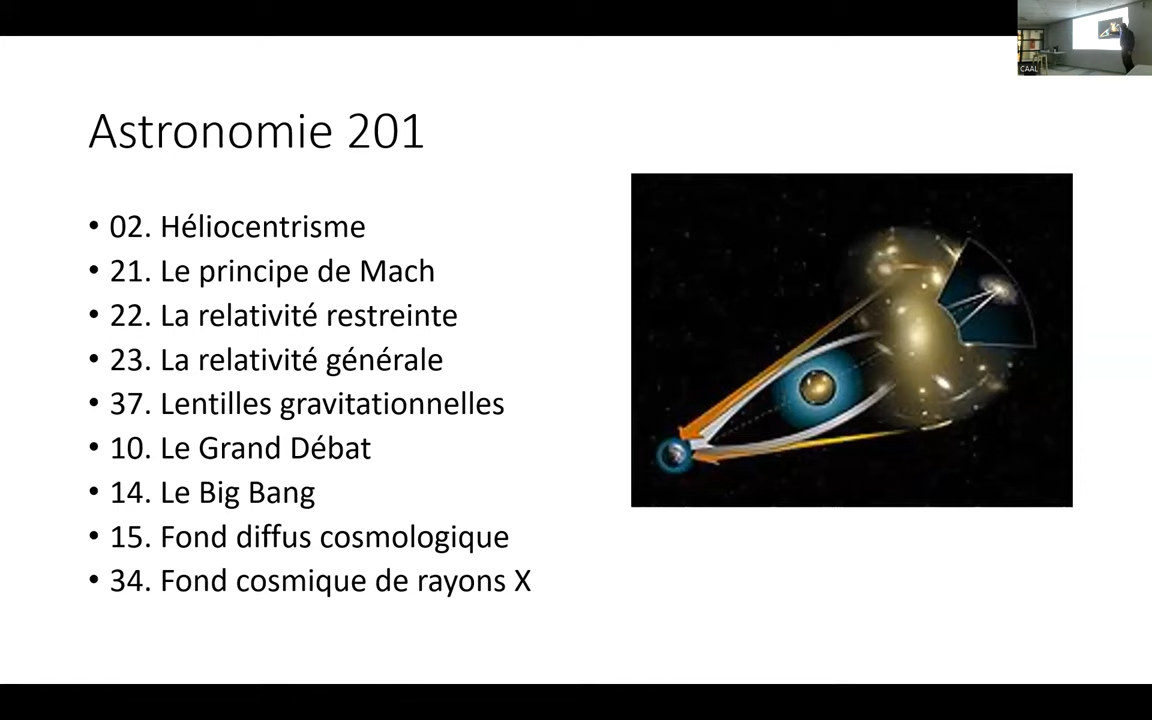 CAAL
Astronomie 201
• 02. Héliocentrisme
• 21. Le principe de Mach
• 22. La relativité restreinte
• 23. La relativité générale
• 37. Lentilles gravitationnelles
• 10. Le Grand Débat
• 14. Le Big Bang
• 15. Fond diffus cosmologique
• 34. Fond cosmique de rayons X